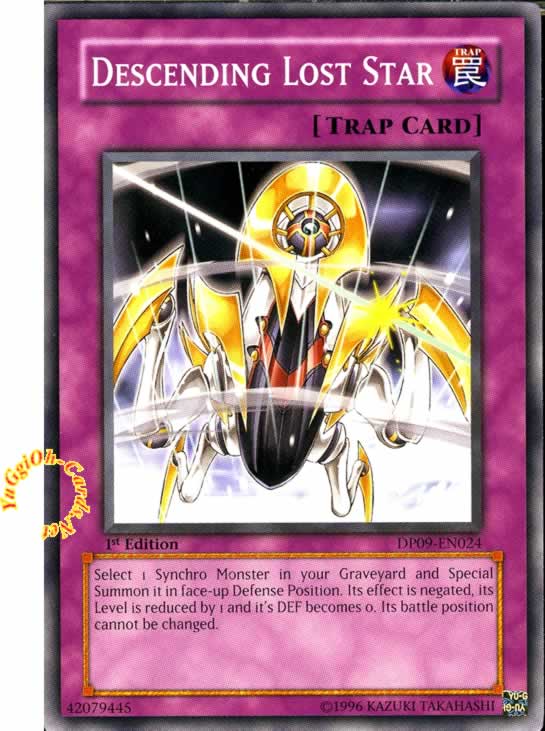 DESCENDING LOST STAR
TRAP
罠
[TRAP CARD]
1st Edition
DP09-EN024
YuGgiOh-Cards.Net
Select 1 Synchro Monster in your Graveyard and Special
Summon it in face-up Defense Position. Its effect is negated, its
Level is reduced by 1 and it's DEF becomes 0. Its battle position
cannot be changed.
42079445
©1996 KAZUKI TAKAHASHI